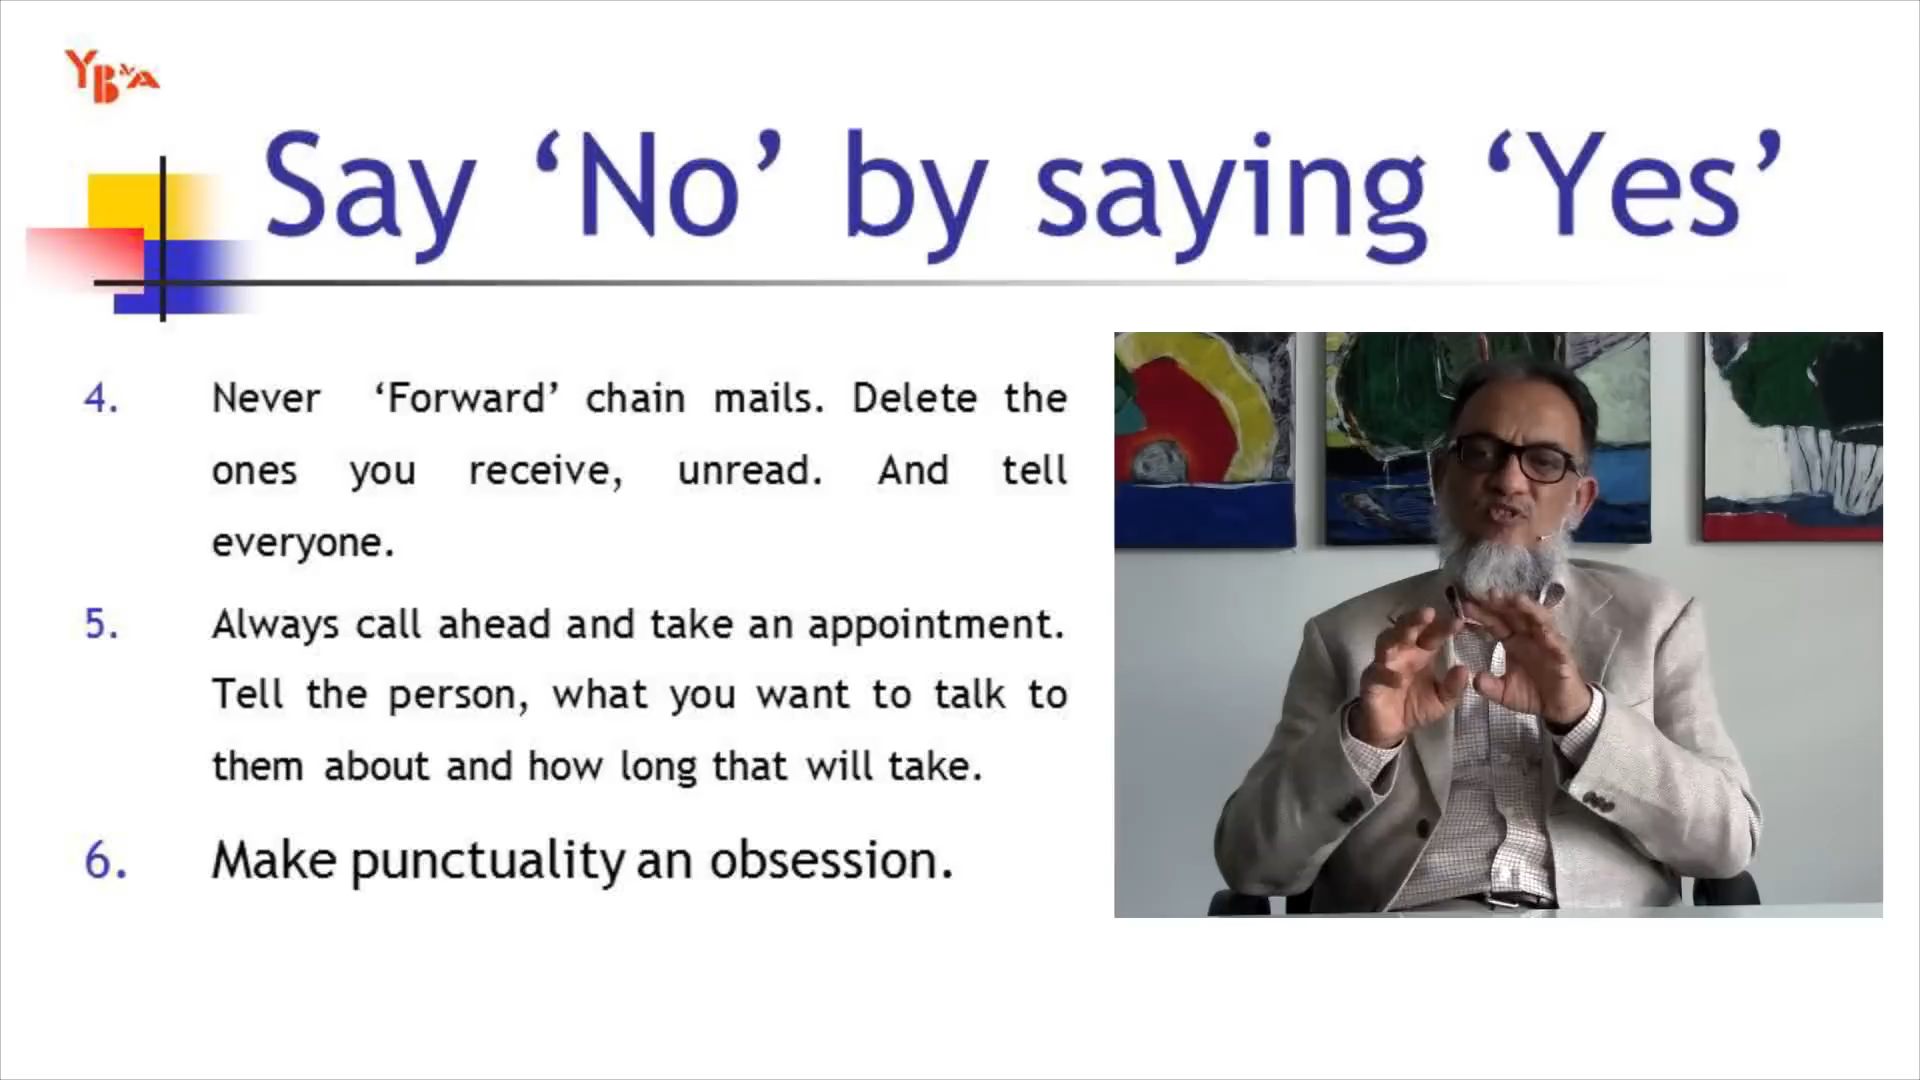 YB&A
Say ‘No’ by saying ‘Yes’
4. Never ‘Forward’ chain mails. Delete the
ones you receive, unread. And tell
everyone.
5. Always call ahead and take an appointment.
Tell the person, what you want to talk to
them about and how long that will take.
6. Make punctuality an obsession.